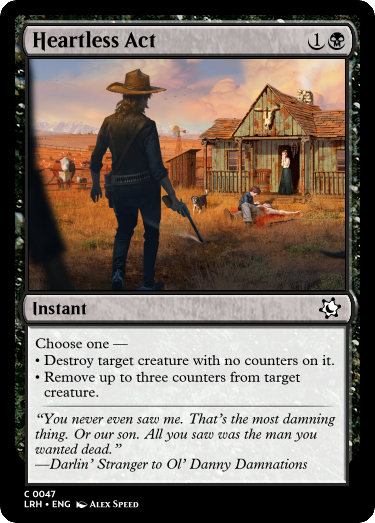 Heartless Act 1
Instant
Choose one —
• Destroy target creature with no counters on it.
• Remove up to three counters from target
creature.
“You never even saw me. That's the most damning
thing. Or our son. All you saw was the man you
wanted dead.”
—Darlin' Stranger to Ol' Danny Damnations
C 0047
LRH • ENG Alex Speed